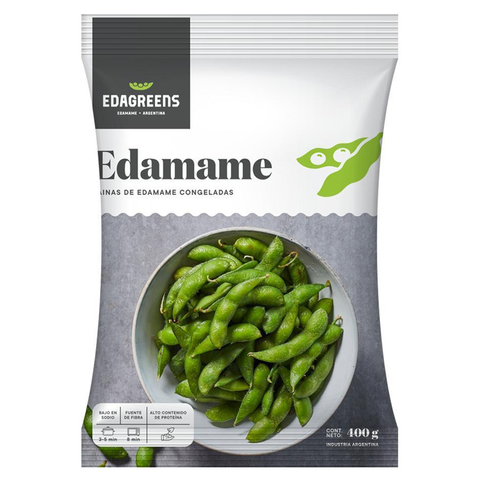 EDAGREENS
EDAMAME • ARGENTINA
Edamame
AINAS DE EDAMAME CONGELADAS
BAJO EN SODIO
FUENTE DE FIBRA
ALTO CONTENIDO DE PROTEÍNA
3-5 min
8 min
CONT. NETO: 400 g
INDUSTRIA ARGENTINA